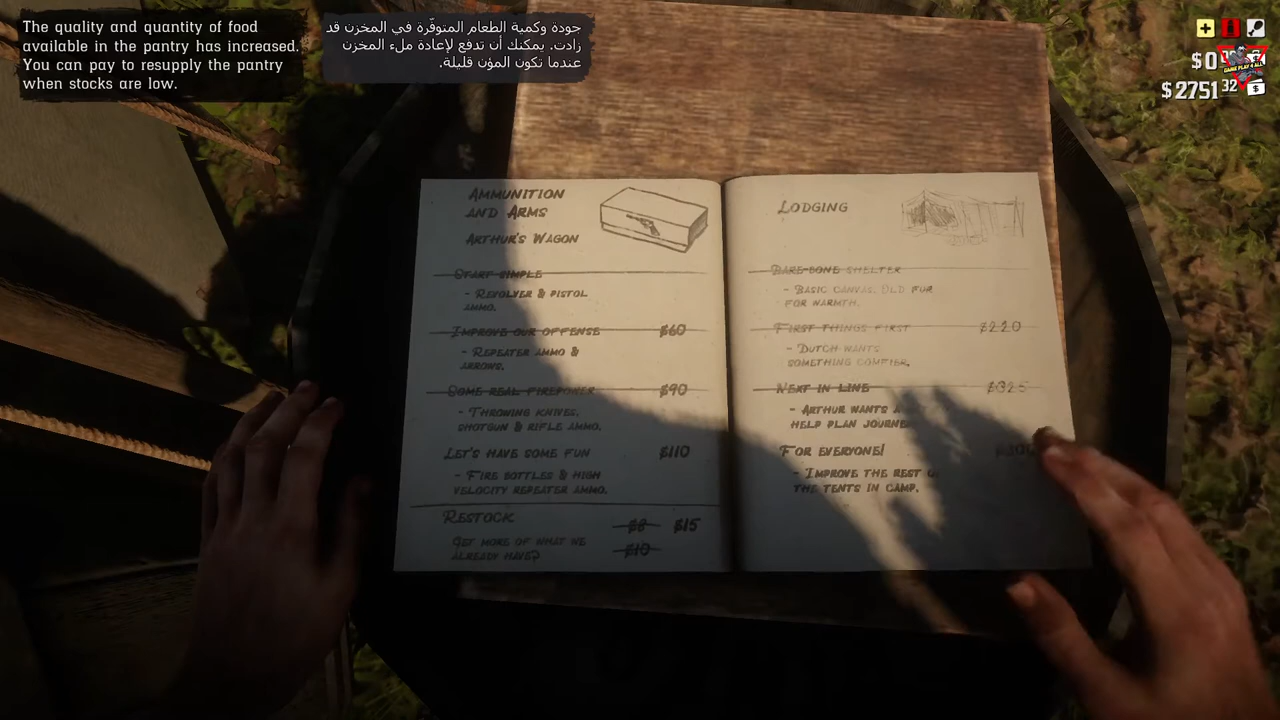 The quality and quantity of food
available in the pantry has increased.
You can pay to resupply the pantry
when stocks are low.
جودة وكمية الطعام المتوفّرة في المخزن قد
زادت. يمكنك أن تدفع لإعادة ملء المخزن
عندما تكون المؤن قليلة.
$0
$2751 32
GAME PLAY 4 ALL
AMMUNITION
AND ARMS
ARTHUR'S WAGON
START SIMPLE
- REVOLVER & PISTOL
AMMO.
IMPROVE OUR OFFENSE $60
- REPEATER AMMO &
ARROWS.
SOME REAL FIREPOWER $90
- THROWING KNIVES,
SHOTGUN & RIFLE AMMO.
LET'S HAVE SOME FUN $110
- FIRE BOTTLES & HIGH
VELOCITY REPEATER AMMO.
RESTOCK $8 $15
GET MORE OF WHAT WE $10
ALREADY HAVE?
LODGING
BARE-BONE SHELTER
- BASIC CANVAS. OLD FUR
FOR WARMTH.
FIRST THINGS FIRST $220
- DUTCH WANTS
SOMETHING COMFIER.
NEXT IN LINE $325
- ARTHUR WANTS A
HELP PLAN JOURNE
FOR EVERYONE!
- IMPROVE THE REST O
THE TENTS IN CAMP.